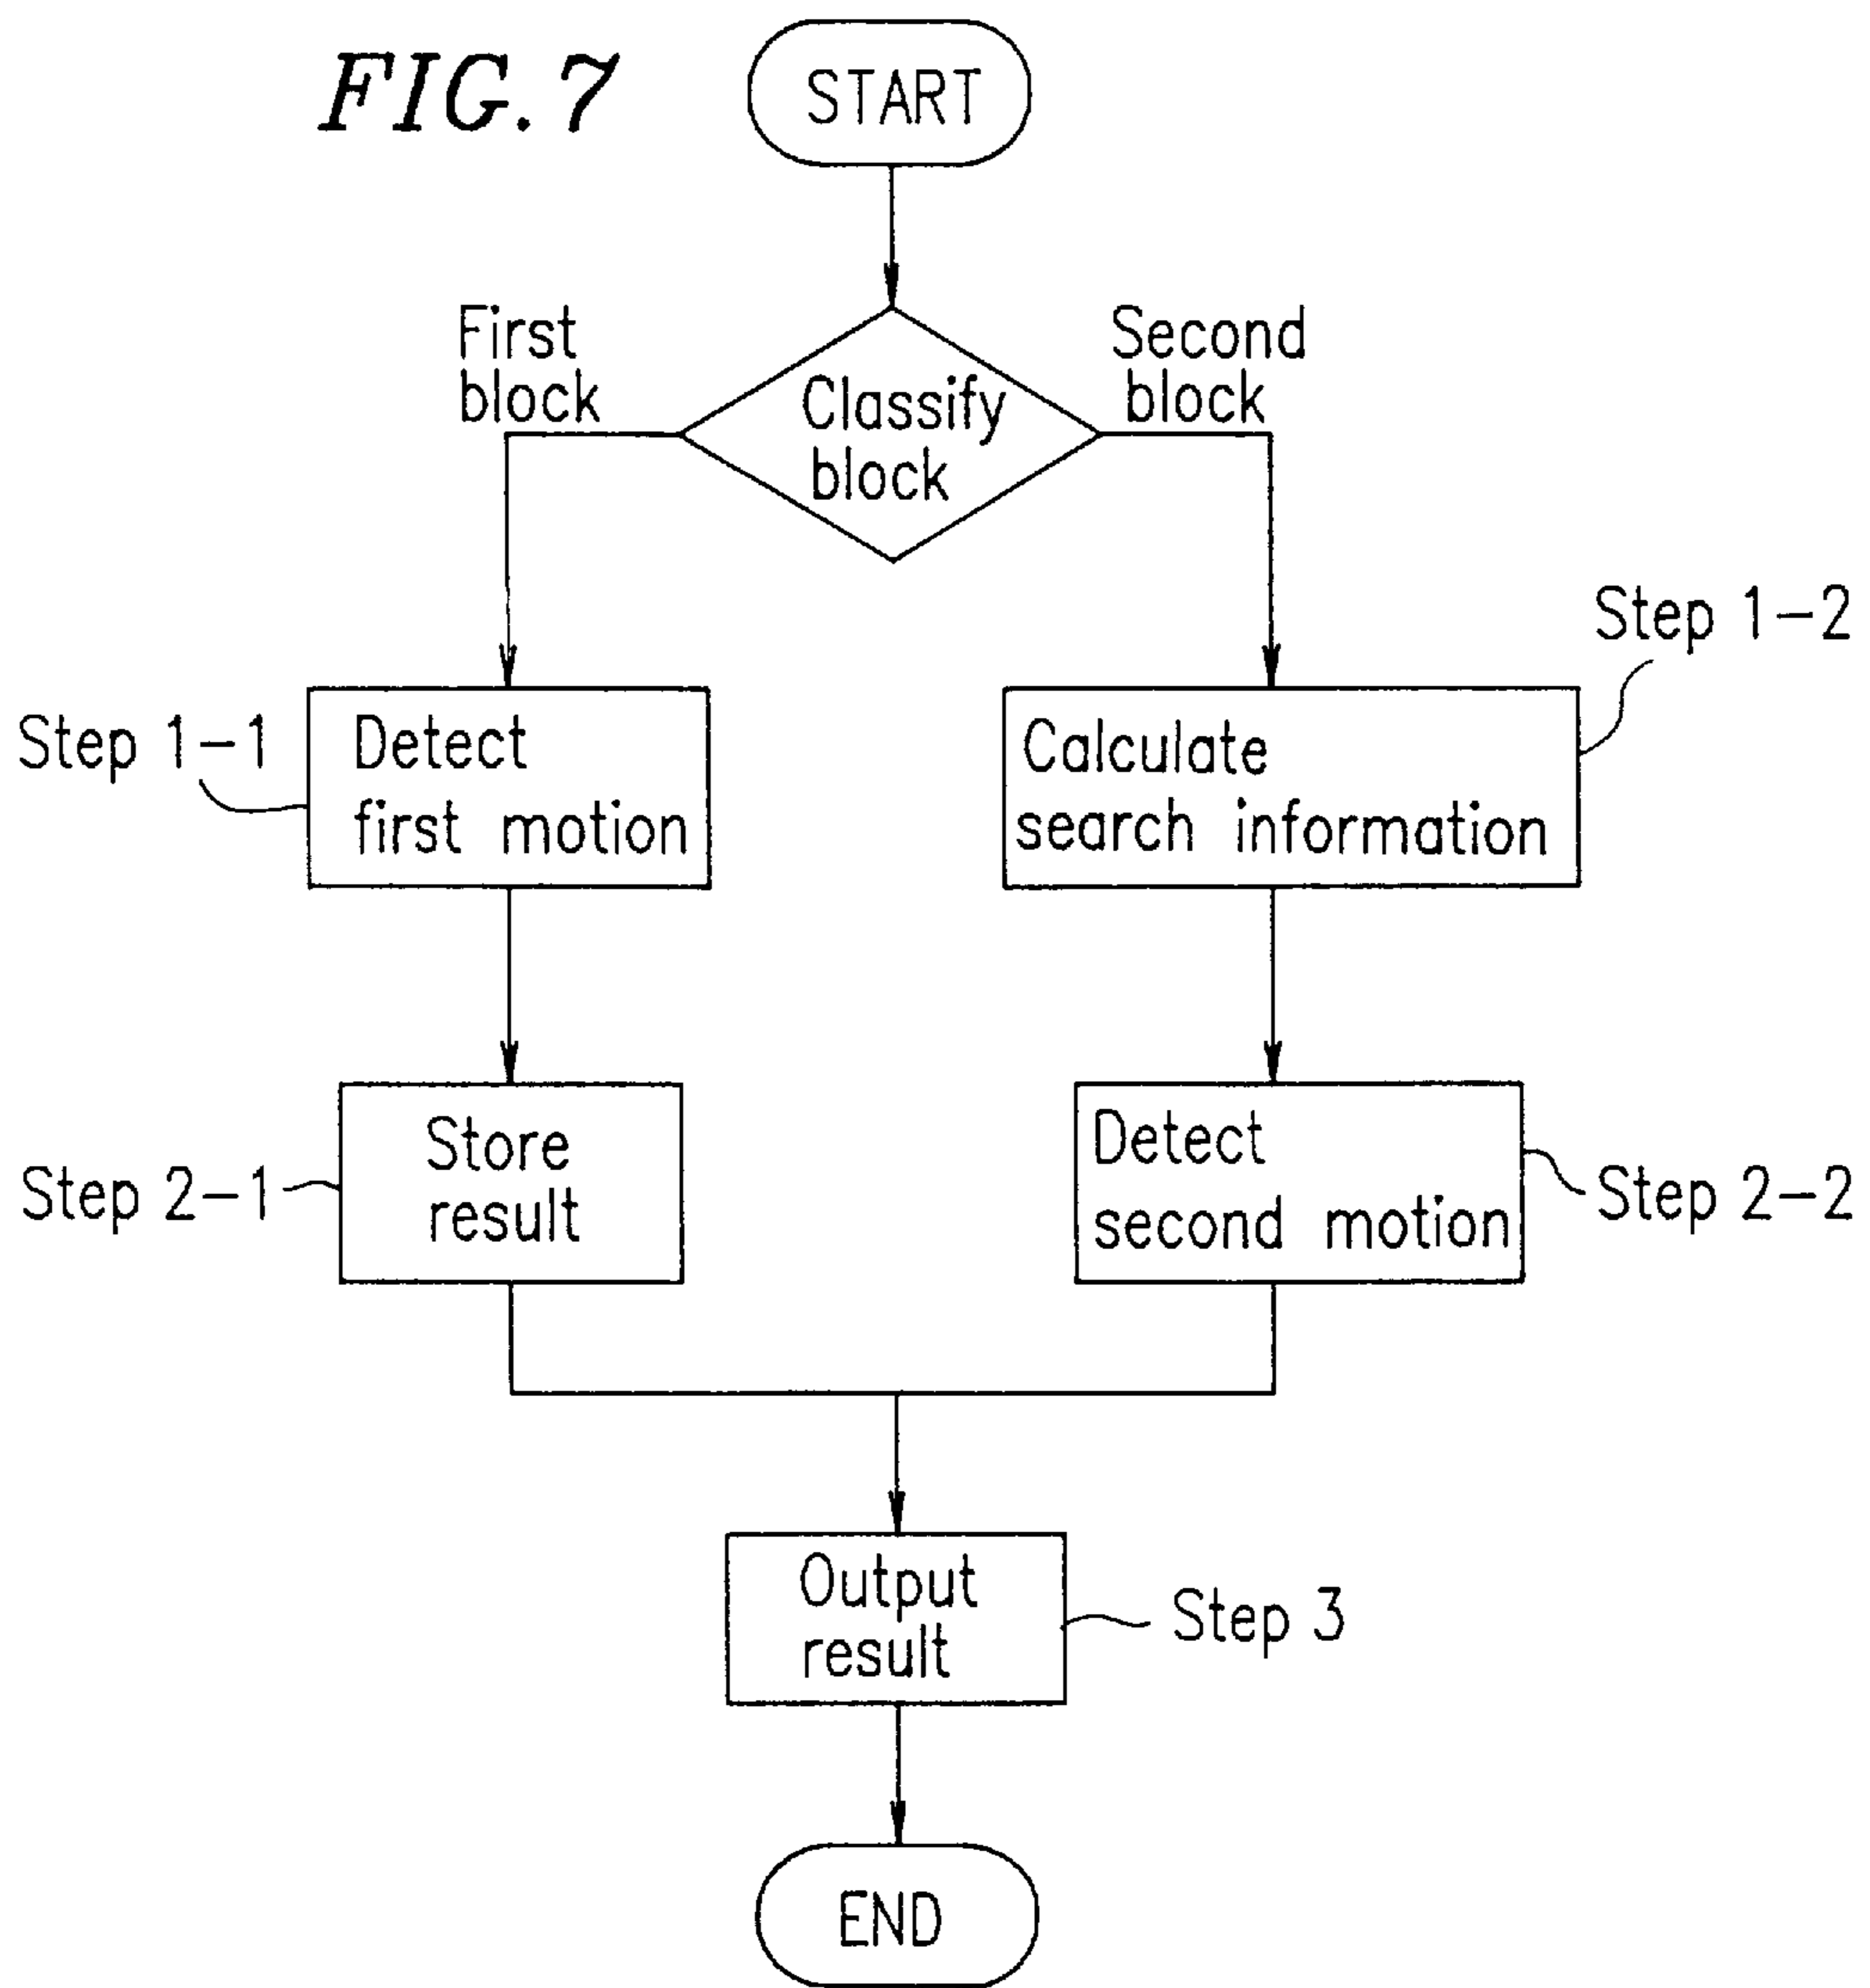 FIG. 7
START
First
block
Classify
block
Second
block
Step 1-2
Step 1-1
Detect
first motion
Calculate
search information
Step 2-1
Store
result
Detect
second motion
Step 2-2
Output
result
Step 3
END